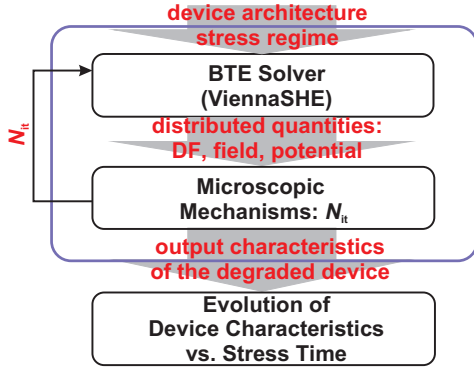 device architecture
stress regime
BTE Solver
(ViennaSHE)
distributed quantities:
DF, field, potential
N_it
Microscopic
Mechanisms: N_it
output characteristics
of the degraded device
Evolution of
Device Characteristics
vs. Stress Time